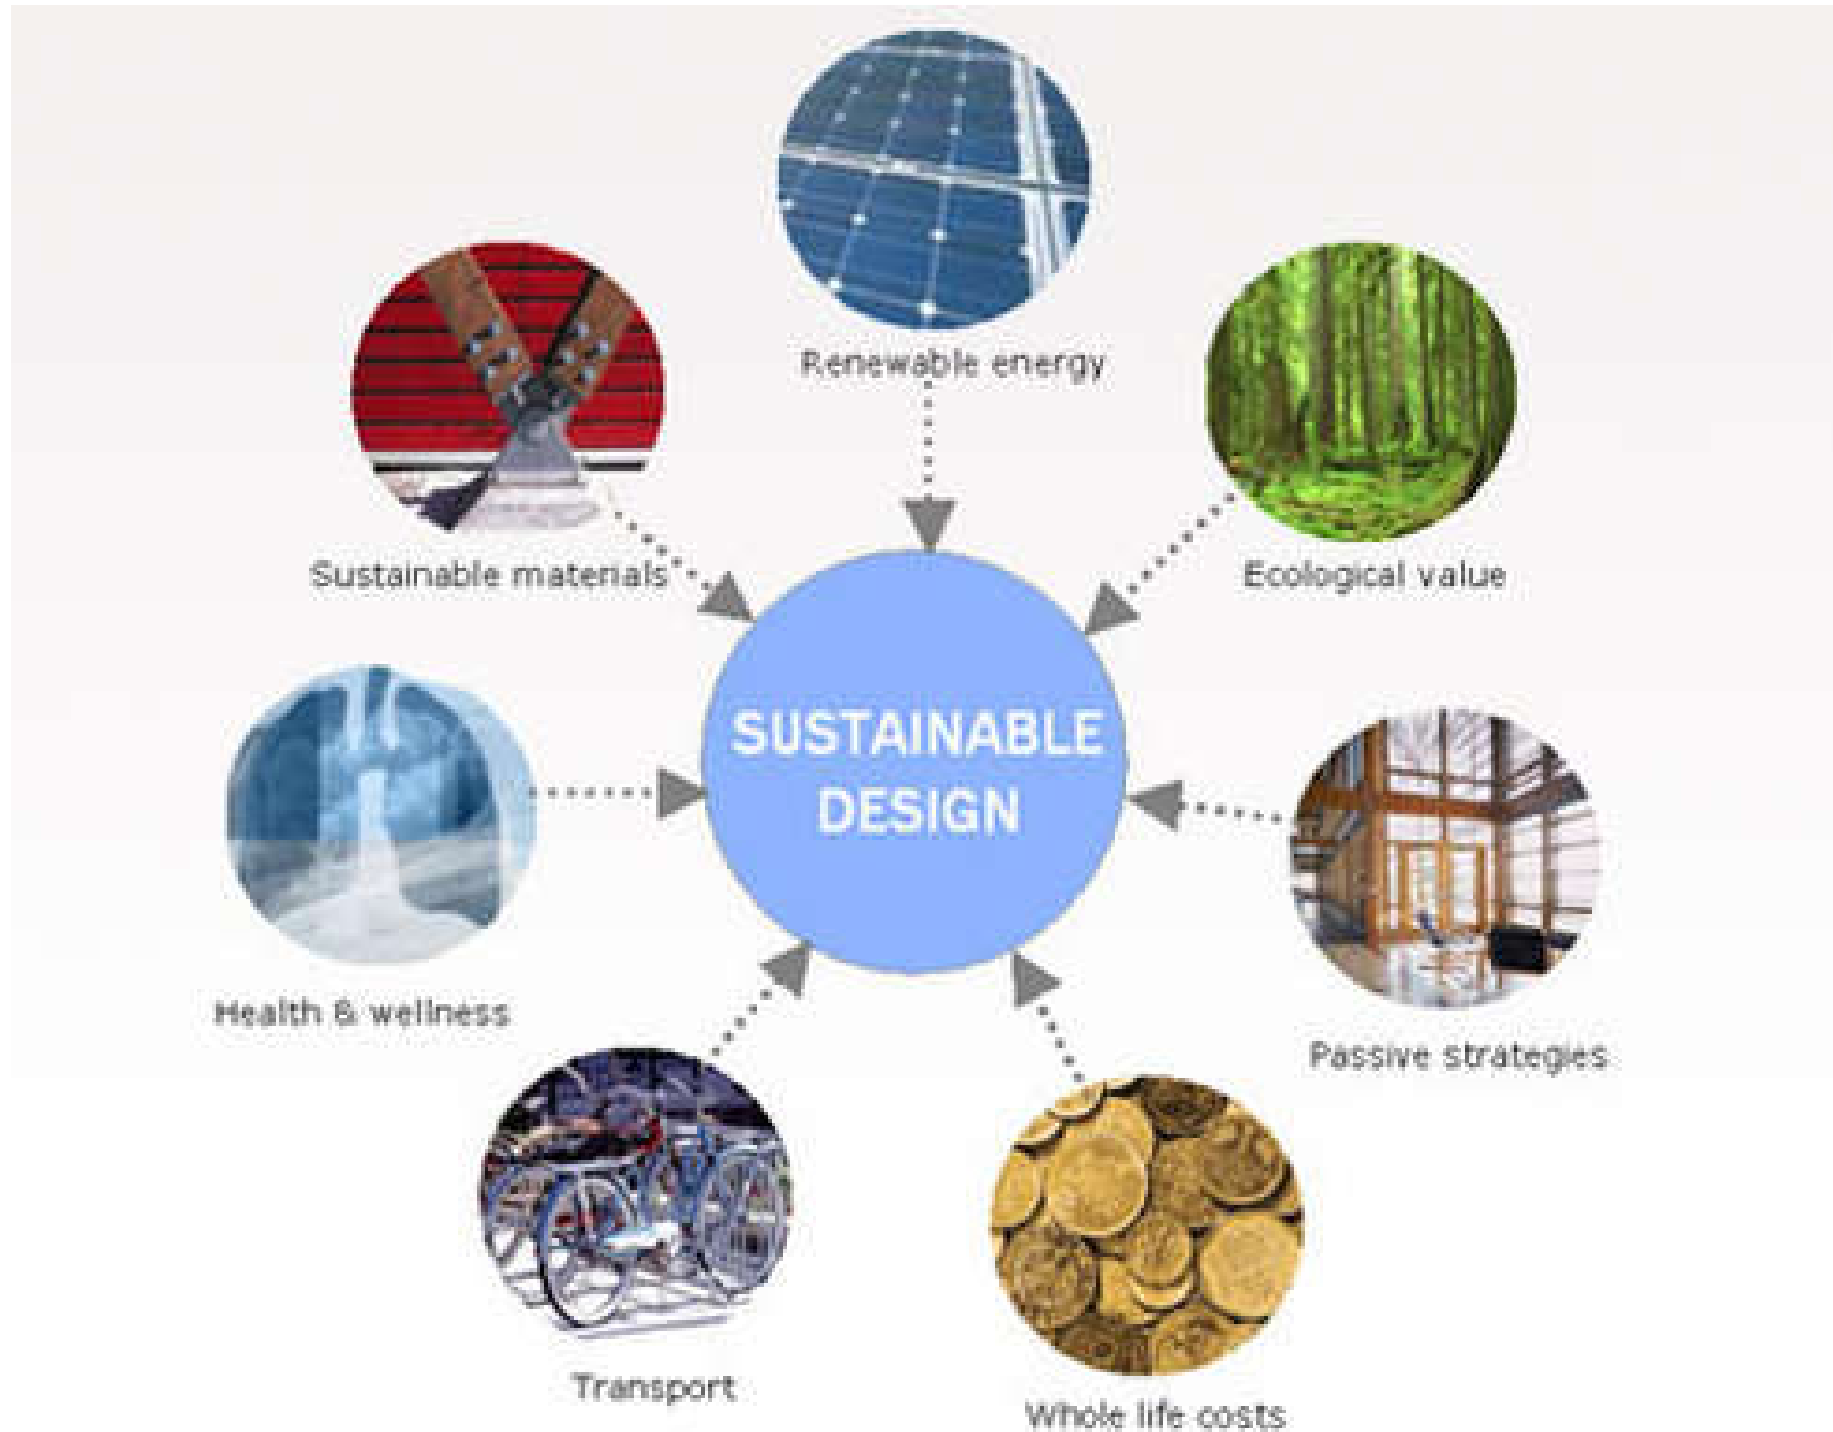 Renewable energy
Sustainable materials
Ecological value
SUSTAINABLE
DESIGN
Health & wellness
Passive strategies
Transport
Whole life costs